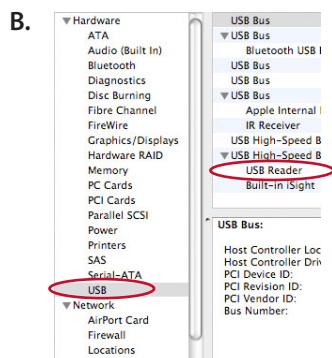 B.
Hardware
ATA
Audio (Built In)
Bluetooth
Diagnostics
Disc Burning
Fibre Channel
FireWire
Graphics/Displays
Hardware RAID
Memory
PC Cards
PCI Cards
Parallel SCSI
Power
Printers
SAS
Serial-ATA
USB
Network
AirPort Card
Firewall
Locations
USB Bus
USB Bus
Bluetooth USB
USB Bus
USB Bus
USB Bus
Apple Internal
IR Receiver
USB High-Speed B
USB High-Speed B
USB Reader
Built-in iSight
USB Bus:
Host Controller Loc
Host Controller Driv
PCI Device ID:
PCI Revision ID:
PCI Vendor ID:
Bus Number: